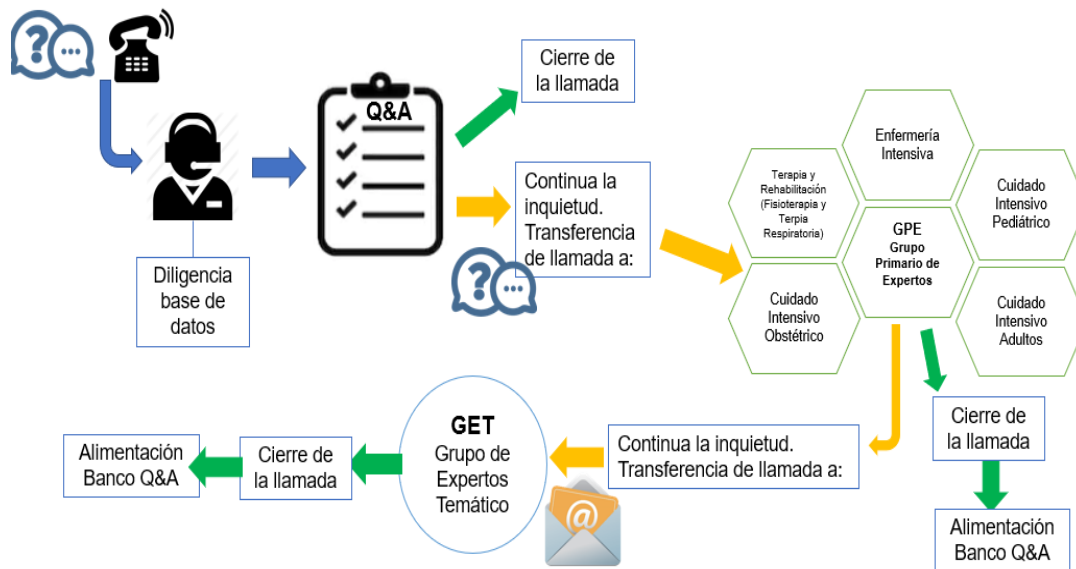 Q&A
Cierre de
la llamada
Diligencia
base de
datos
Continua la
inquietud.
Transferencia
de llamada a:
Enfermería
Intensiva
Terapia y
Rehabilitación
(Fisioterapia y
Terpia
Respiratoria)
Cuidado
Intensivo
Pediátrico
GPE
Grupo
Primario de
Expertos
Cuidado
Intensivo
Obstétrico
Cuidado
Intensivo
Adultos
Cierre de
la llamada
Alimentación
Banco Q&A
Continua la inquietud.
Transferencia de llamada a:
GET
Grupo de
Expertos
Temático
Cierre de
la llamada
Alimentación
Banco Q&A